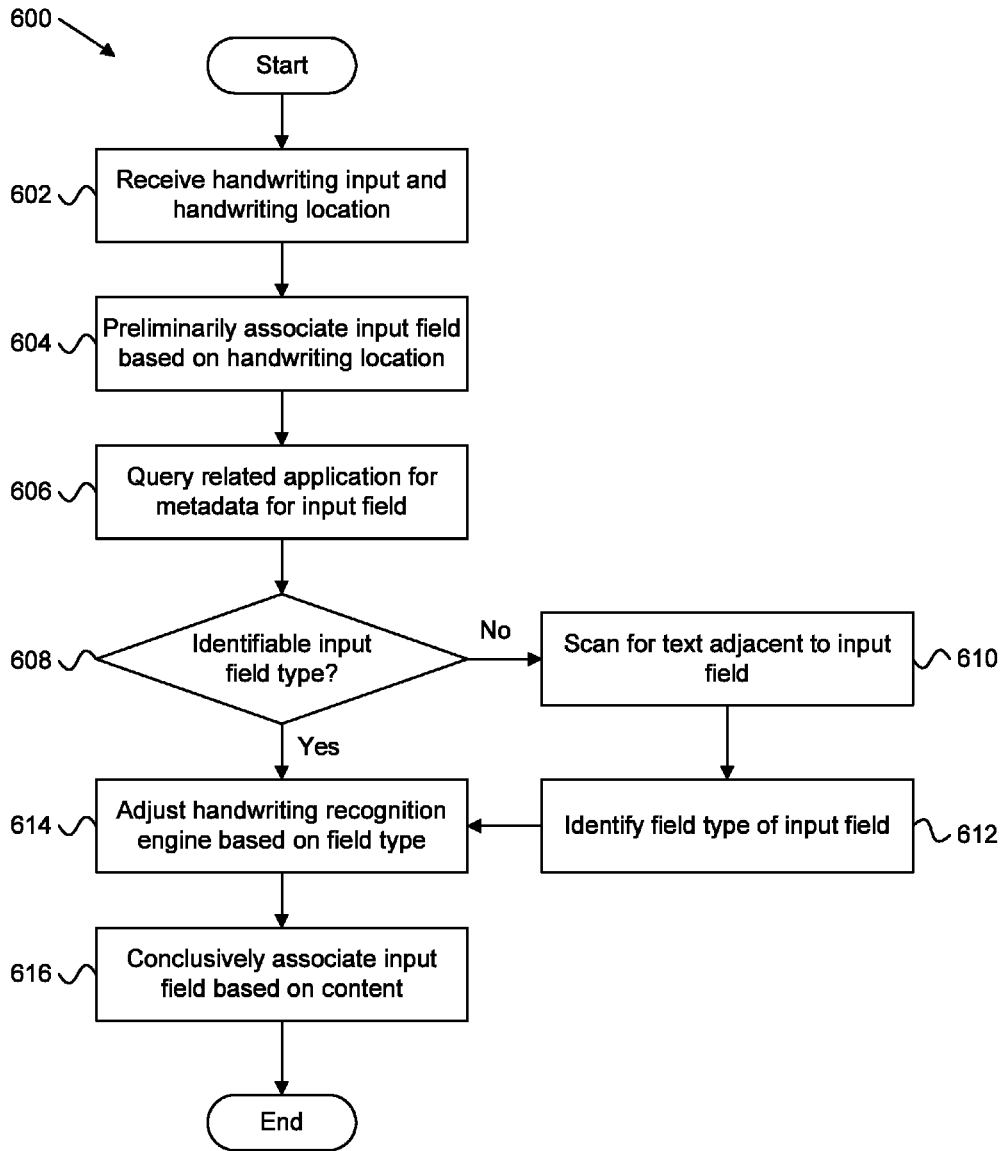 600
Start
602
Receive handwriting input and
handwriting location
604
Preliminarily associate input field
based on handwriting location
606
Query related application for
metadata for input field
608
Identifiable input
field type?
No
Scan for text adjacent to input
field
610
Yes
614
Adjust handwriting recognition
engine based on field type
Identify field type of input field
612
616
Conclusively associate input
field based on content
End